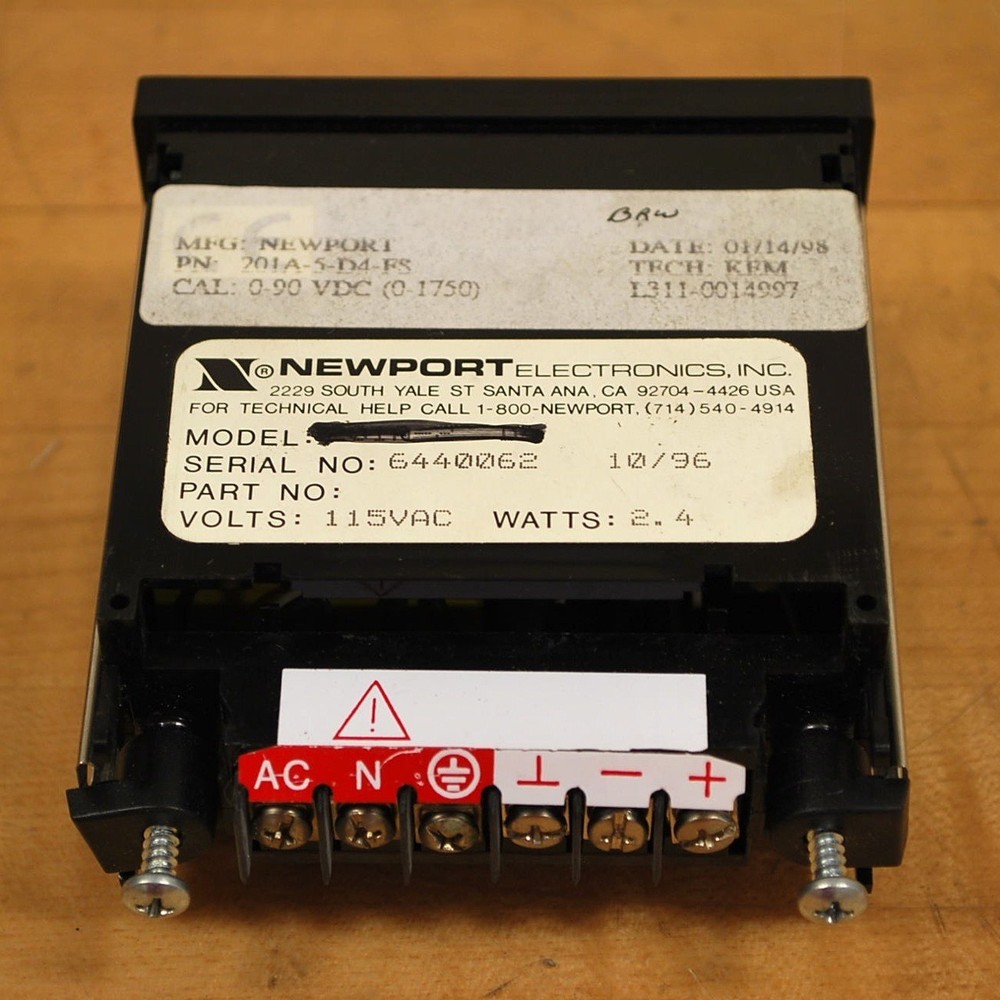 BRW
MFG: NEWPORT DATE: 01/14/98
PN: 201A-5-D4-FS TECH: KFM
CAL: 0-90 VDC (0-1750) L311-0014997
N® NEWPORT ELECTRONICS, INC.
2229 SOUTH YALE ST SANTA ANA, CA 92704-4426 USA
FOR TECHNICAL HELP CALL 1-800-NEWPORT, (714) 540-4914
MODEL:
SERIAL NO: 6440062 10/96
PART NO:
VOLTS: 115VAC WATTS: 2.4
!
AC N ⏚ ⊥ − +